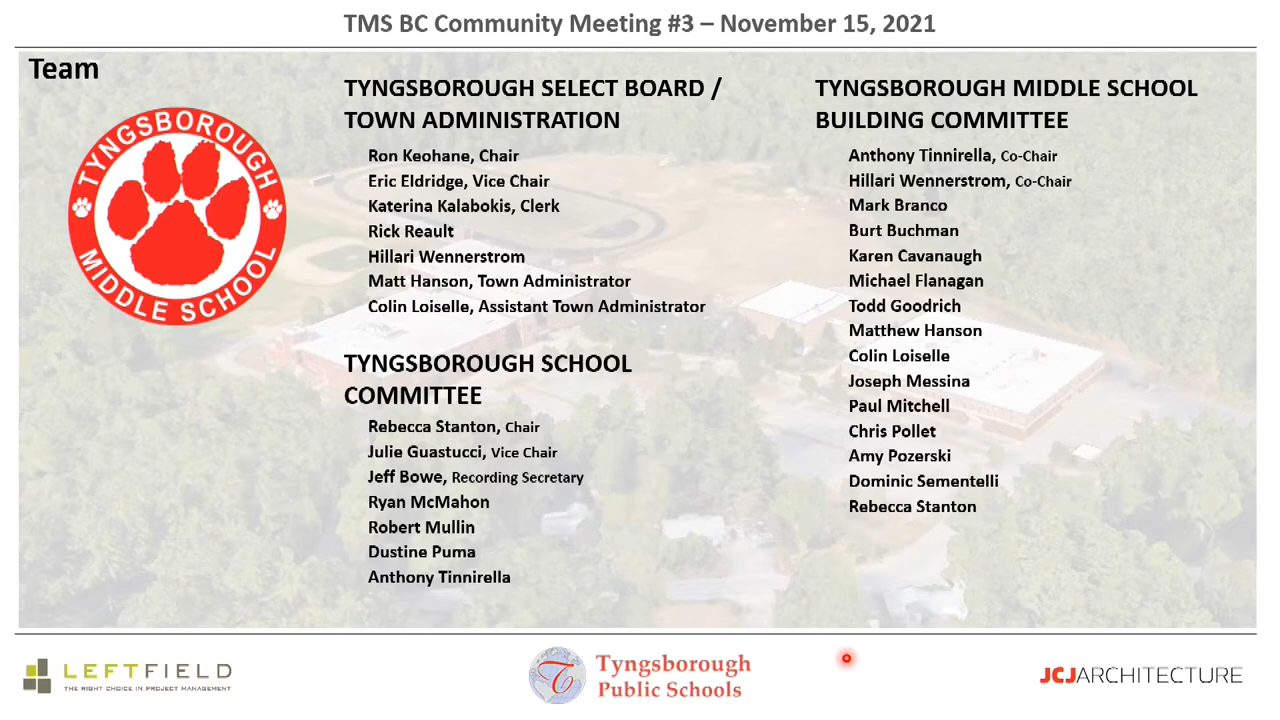 TMS BC Community Meeting #3 – November 15, 2021
Team
TYNGSBOROUGH
MIDDLE SCHOOL
TYNGSBOROUGH SELECT BOARD /
TOWN ADMINISTRATION
Ron Keohane, Chair
Eric Eldridge, Vice Chair
Katerina Kalabokis, Clerk
Rick Reault
Hillari Wennerstrom
Matt Hanson, Town Administrator
Colin Loiselle, Assistant Town Administrator
TYNGSBOROUGH SCHOOL
COMMITTEE
Rebecca Stanton, Chair
Julie Guastucci, Vice Chair
Jeff Bowe, Recording Secretary
Ryan McMahon
Robert Mullin
Dustine Puma
Anthony Tinnirella
TYNGSBOROUGH MIDDLE SCHOOL
BUILDING COMMITTEE
Anthony Tinnirella, Co-Chair
Hillari Wennerstrom, Co-Chair
Mark Branco
Burt Buchman
Karen Cavanaugh
Michael Flanagan
Todd Goodrich
Matthew Hanson
Colin Loiselle
Joseph Messina
Paul Mitchell
Chris Pollet
Amy Pozerski
Dominic Sementelli
Rebecca Stanton
LEFTFIELD
THE RIGHT CHOICE IN PROJECT MANAGEMENT
T
Tyngsborough
Public Schools
JCJARCHITECTURE